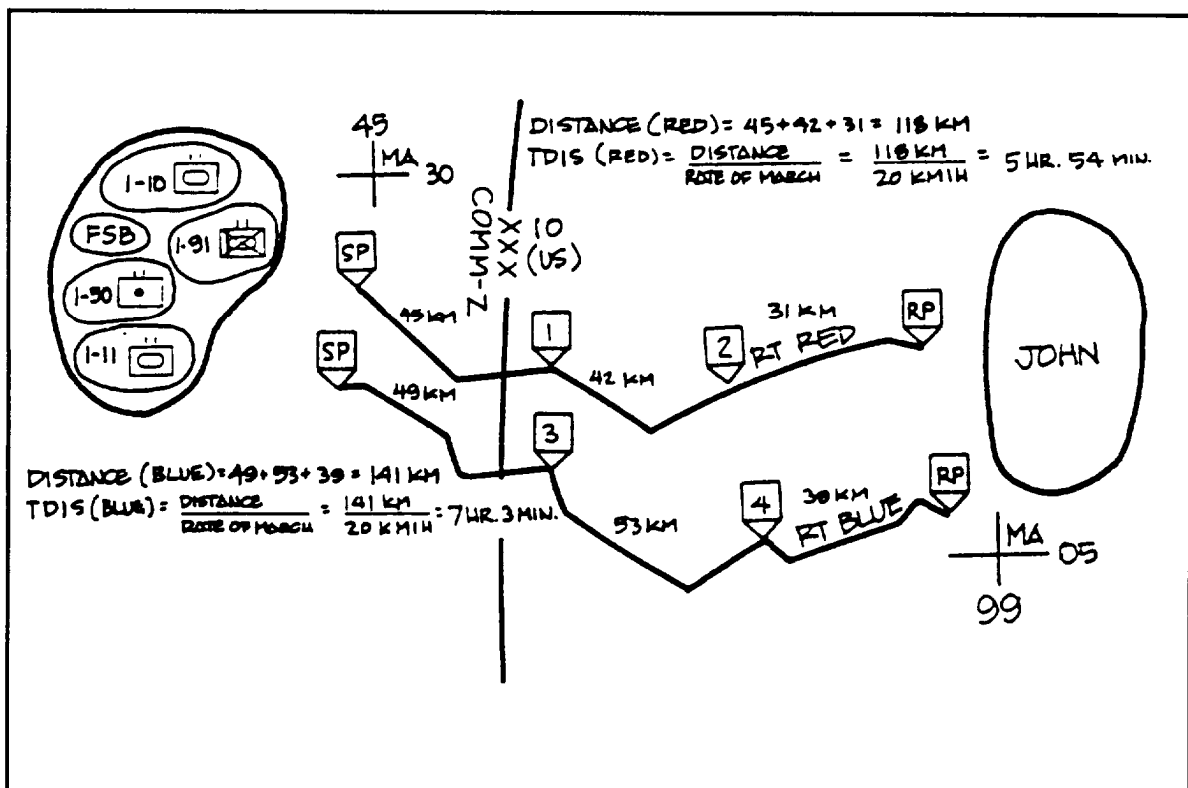 45
MA
30
DISTANCE (RED) = 45+42+31 = 118 KM
TDIS (RED) = DISTANCE / RATE OF MARCH = 118 KM / 20 KMIH = 5 HR. 54 MIN.
COMM-Z
XXX
10
(US)
1-10
FSB
1-91
1-50
1-11
SP
45 KM
1
42 KM
2
31 KM
RT RED
RP
JOHN
SP
49 KM
3
53 KM
4
RT BLUE
RP
DISTANCE (BLUE) = 49+53+39 = 141 KM
TDIS (BLUE) = DISTANCE / RATE OF MARCH = 141 KM / 20 KMIH = 7 HR. 3 MIN.
MA
05
99